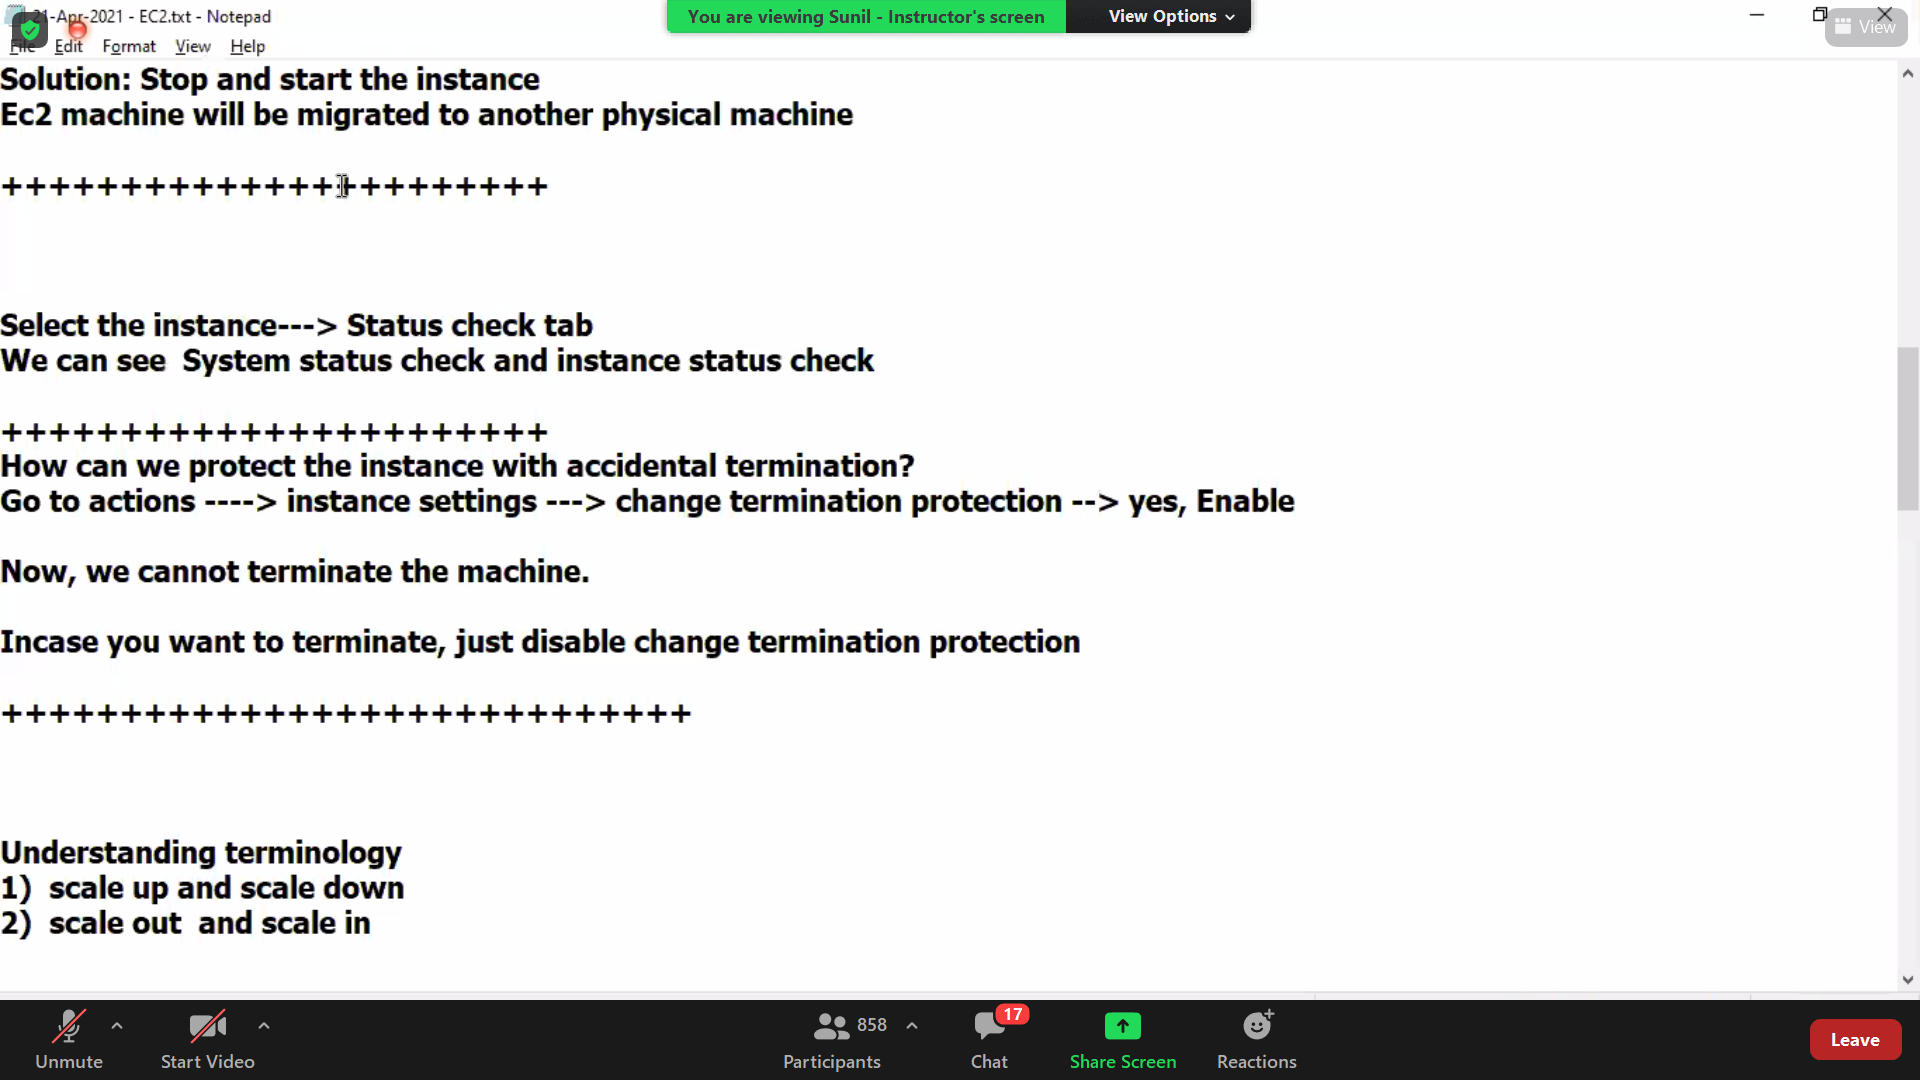 21-Apr-2021 - EC2.txt - Notepad
You are viewing Sunil - Instructor's screen
View Options
View
File Edit Format View Help
Solution: Stop and start the instance
Ec2 machine will be migrated to another physical machine
+++++++++++++++++++++++
Select the instance---> Status check tab
We can see  System status check and instance status check
+++++++++++++++++++++++
How can we protect the instance with accidental termination?
Go to actions ----> instance settings ---> change termination protection --> yes, Enable
Now, we cannot terminate the machine.
Incase you want to terminate, just disable change termination protection
+++++++++++++++++++++++++++++
Understanding terminology
1)  scale up and scale down
2)  scale out  and scale in
Unmute
Start Video
858
Participants
17
Chat
Share Screen
Reactions
Leave